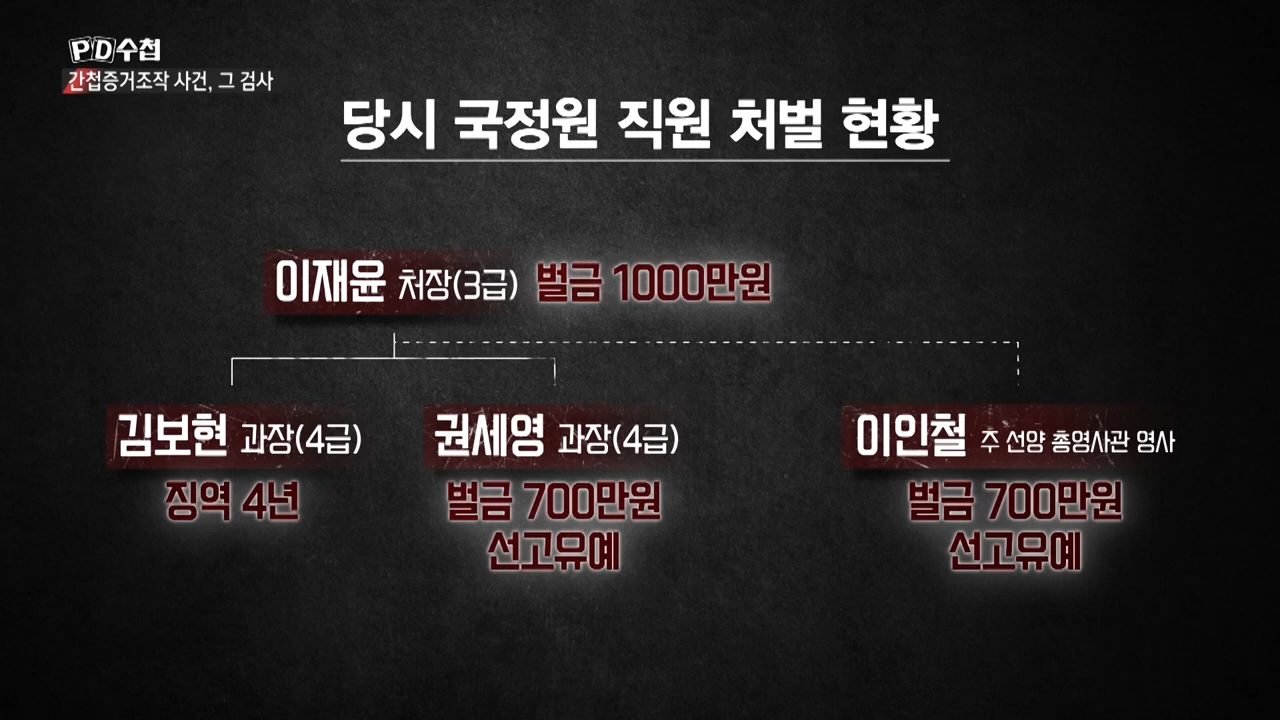 PD수첩
간첩증거조작 사건, 그 검사
당시 국정원 직원 처벌 현황
이재윤 처장(3급) 벌금 1000만원
김보현 과장(4급)
징역 4년
권세영 과장(4급)
벌금 700만원
선고유예
이인철 주 선양 총영사관 영사
벌금 700만원
선고유예